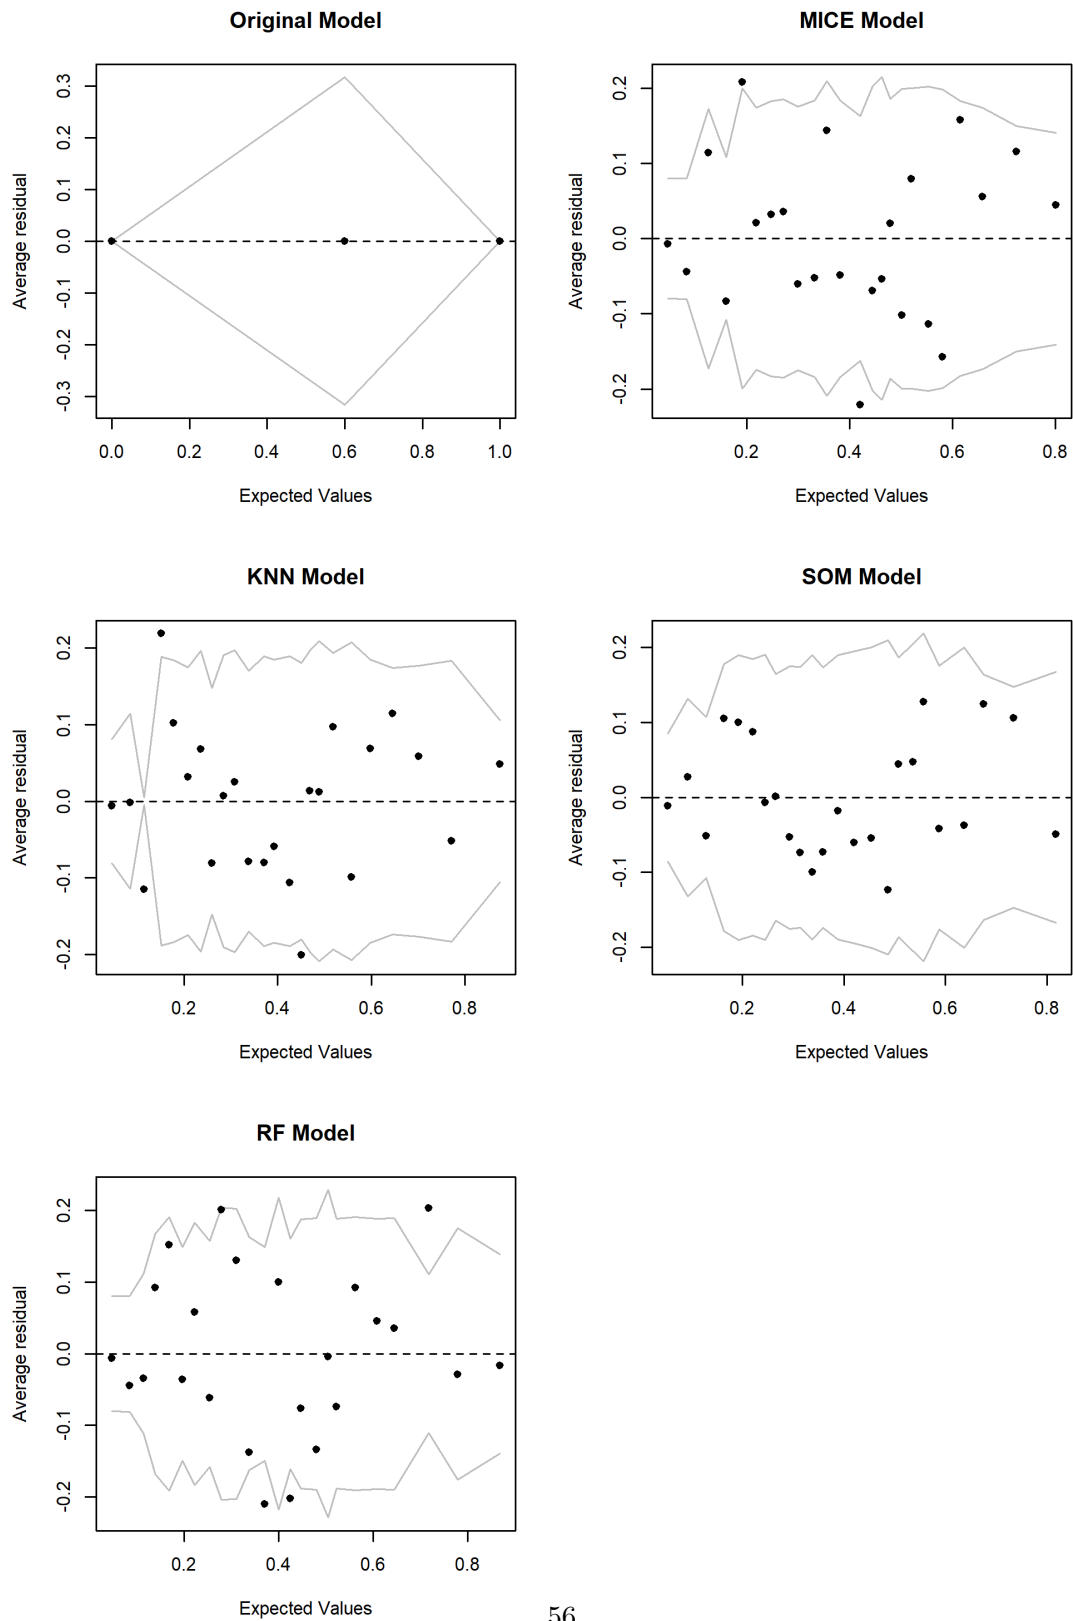 Original Model
Average residual
0.3
0.2
0.1
0.0
-0.1
-0.2
-0.3
0.0 0.2 0.4 0.6 0.8 1.0
Expected Values
MICE Model
Average residual
0.2
0.1
0.0
-0.1
-0.2
0.2 0.4 0.6 0.8
Expected Values
KNN Model
Average residual
0.2
0.1
0.0
-0.1
-0.2
0.2 0.4 0.6 0.8
Expected Values
SOM Model
Average residual
0.2
0.1
0.0
-0.1
-0.2
0.2 0.4 0.6 0.8
Expected Values
RF Model
Average residual
0.2
0.1
0.0
-0.1
-0.2
0.2 0.4 0.6 0.8
Expected Values
56